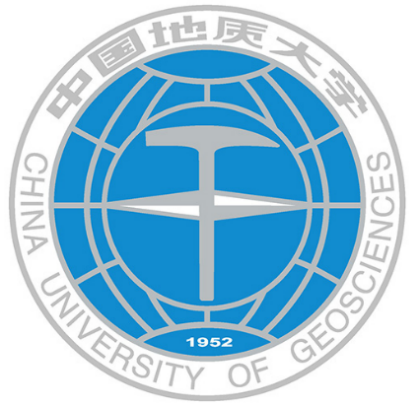 中国地质大学
CHINA UNIVERSITY OF GEOSCIENCES
1952